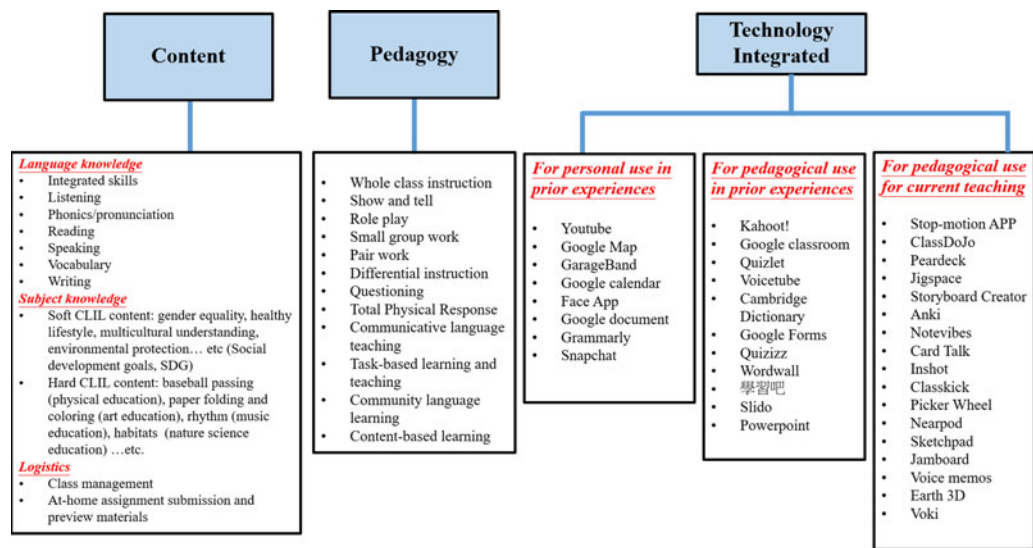 Content
Pedagogy
Technology
Integrated
Language knowledge
• Integrated skills
• Listening
• Phonics/pronunciation
• Reading
• Speaking
• Vocabulary
• Writing
Subject knowledge
• Soft CLIL content: gender equality, healthy
lifestyle, multicultural understanding,
environmental protection… etc (Social
development goals, SDG)
• Hard CLIL content: baseball passing
(physical education), paper folding and
coloring (art education), rhythm (music
education), habitats (nature science
education) …etc.
Logistics
• Class management
• At-home assignment submission and
preview materials
• Whole class instruction
• Show and tell
• Role play
• Small group work
• Pair work
• Differential instruction
• Questioning
• Total Physical Response
• Communicative language
teaching
• Task-based learning and
teaching
• Community language
learning
• Content-based learning
For personal use in
prior experiences
• Youtube
• Google Map
• GarageBand
• Google calendar
• Face App
• Google document
• Grammarly
• Snapchat
For pedagogical use
in prior experiences
• Kahoot!
• Google classroom
• Quizlet
• Voicetube
• Cambridge
Dictionary
• Google Forms
• Quizizz
• Wordwall
• 學習吧
• Slido
• Powerpoint
For pedagogical use
for current teaching
• Stop-motion APP
• ClassDoJo
• Peardeck
• Jigspace
• Storyboard Creator
• Anki
• Notevibes
• Card Talk
• Inshot
• Classkick
• Picker Wheel
• Nearpod
• Sketchpad
• Jamboard
• Voice memos
• Earth 3D
• Voki